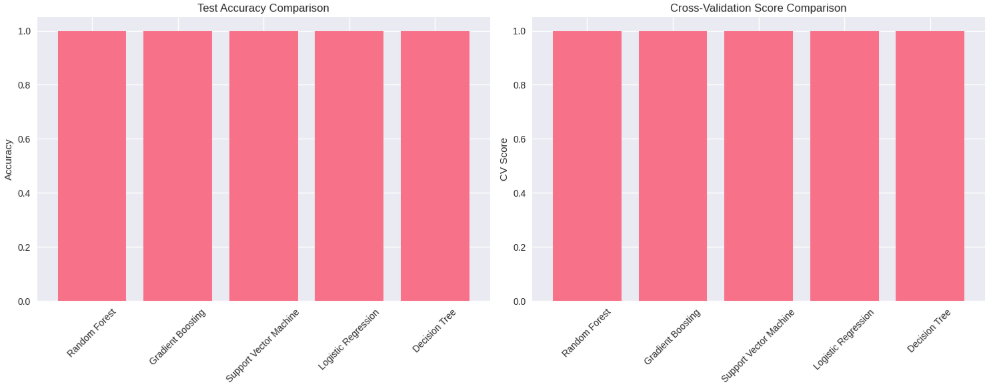 Test Accuracy Comparison
Accuracy
1.0
0.8
0.6
0.4
0.2
0.0
Random Forest
Gradient Boosting
Support Vector Machine
Logistic Regression
Decision Tree
Cross-Validation Score Comparison
CV Score
1.0
0.8
0.6
0.4
0.2
0.0
Random Forest
Gradient Boosting
Support Vector Machine
Logistic Regression
Decision Tree